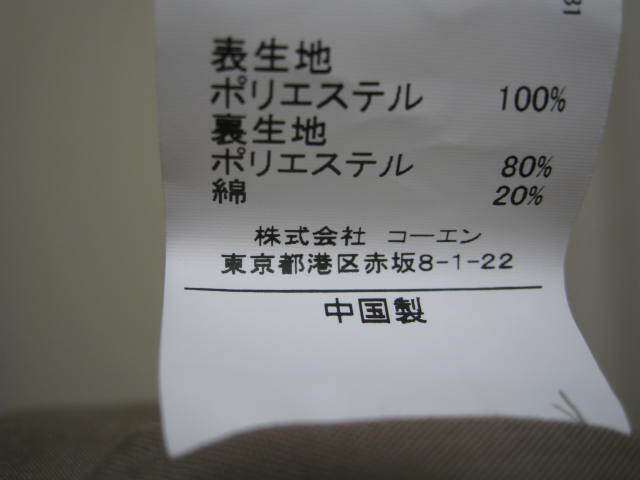 表生地
ポリエステル 100%
裏生地
ポリエステル 80%
綿 20%
株式会社 コーエン
東京都港区赤坂8-1-22
中国製